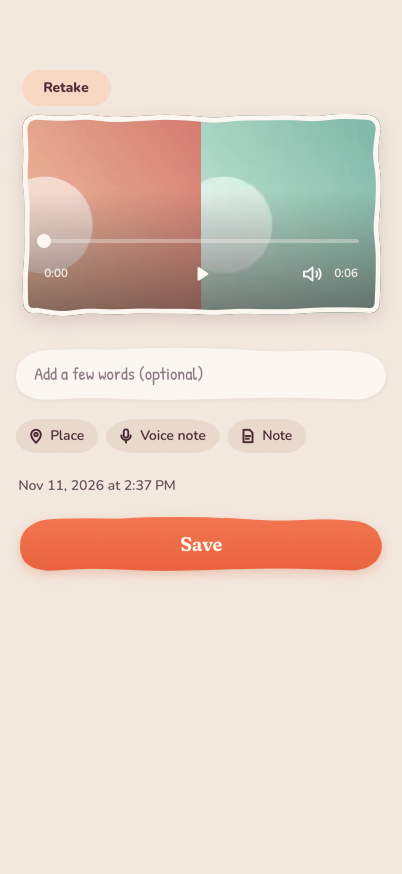 Retake
0:00
0:06
Add a few words (optional)
Place
Voice note
Note
Nov 11, 2026 at 2:37 PM
Save